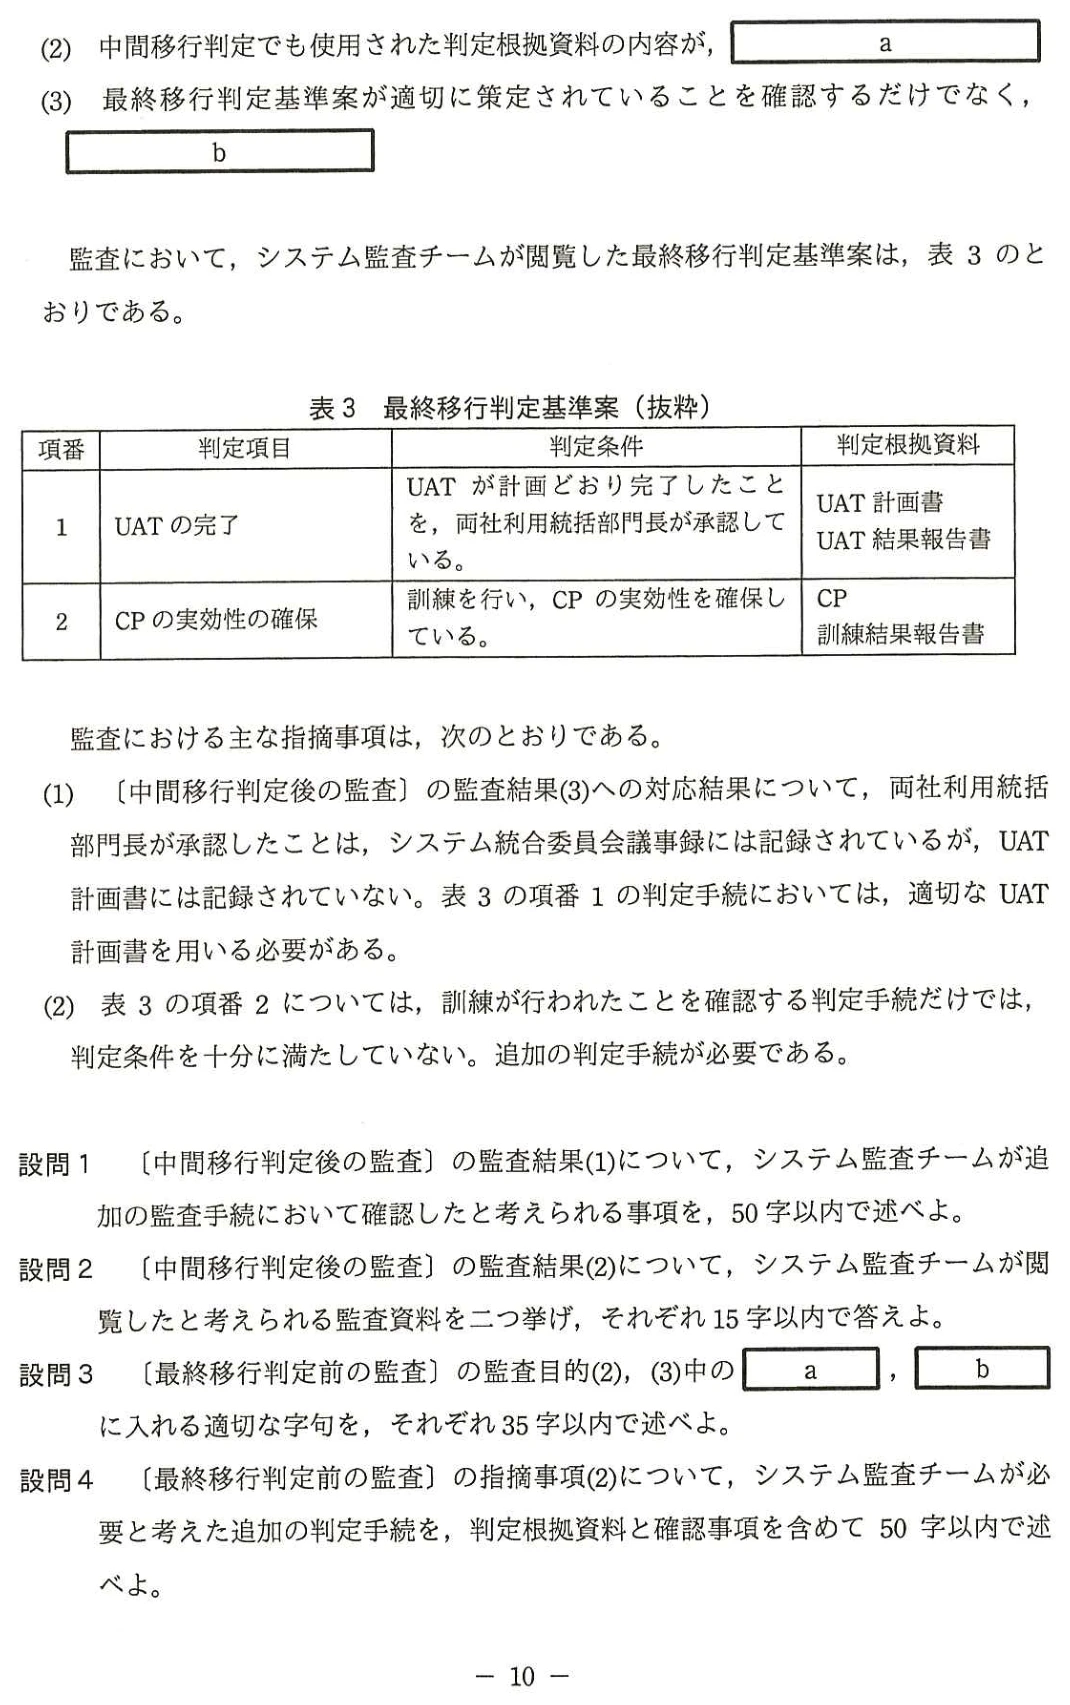 (2) 中間移行判定でも使用された判定根拠資料の内容が， a
(3) 最終移行判定基準案が適切に策定されていることを確認するだけでなく，
b
監査において，システム監査チームが閲覧した最終移行判定基準案は，表 3 のと
おりである。
表3 最終移行判定基準案（抜粋）
項番 判定項目 判定条件 判定根拠資料
1 UAT の完了 UAT が計画どおり完了したこと
を，両社利用統括部門長が承認して
いる。
UAT 計画書
UAT 結果報告書
2 CP の実効性の確保 訓練を行い，CP の実効性を確保し
ている。
CP
訓練結果報告書
監査における主な指摘事項は，次のとおりである。
(1) 〔中間移行判定後の監査〕の監査結果(3)への対応結果について，両社利用統括
部門長が承認したことは，システム統合委員会議事録には記録されているが，UAT
計画書には記録されていない。表 3 の項番 1 の判定手続においては，適切な UAT
計画書を用いる必要がある。
(2) 表 3 の項番 2 については，訓練が行われたことを確認する判定手続だけでは，
判定条件を十分に満たしていない。追加の判定手続が必要である。
設問1 〔中間移行判定後の監査〕の監査結果(1)について，システム監査チームが追
加の監査手続において確認したと考えられる事項を，50 字以内で述べよ。
設問2 〔中間移行判定後の監査〕の監査結果(2)について，システム監査チームが閲
覧したと考えられる監査資料を二つ挙げ，それぞれ 15 字以内で答えよ。
設問3 〔最終移行判定前の監査〕の監査目的(2)，(3)中の a ， b
に入れる適切な字句を，それぞれ 35 字以内で述べよ。
設問4 〔最終移行判定前の監査〕の指摘事項(2)について，システム監査チームが必
要と考えた追加の判定手続を，判定根拠資料と確認事項を含めて 50 字以内で述
べよ。
－ 10 －